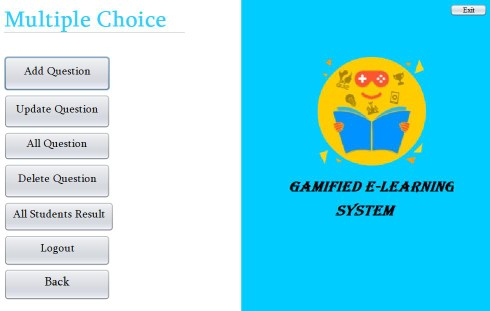 Multiple Choice
Add Question
Update Question
All Question
Delete Question
All Students Result
Logout
Back
Exit
GAMIFIED E-LEARNING
SYSTEM